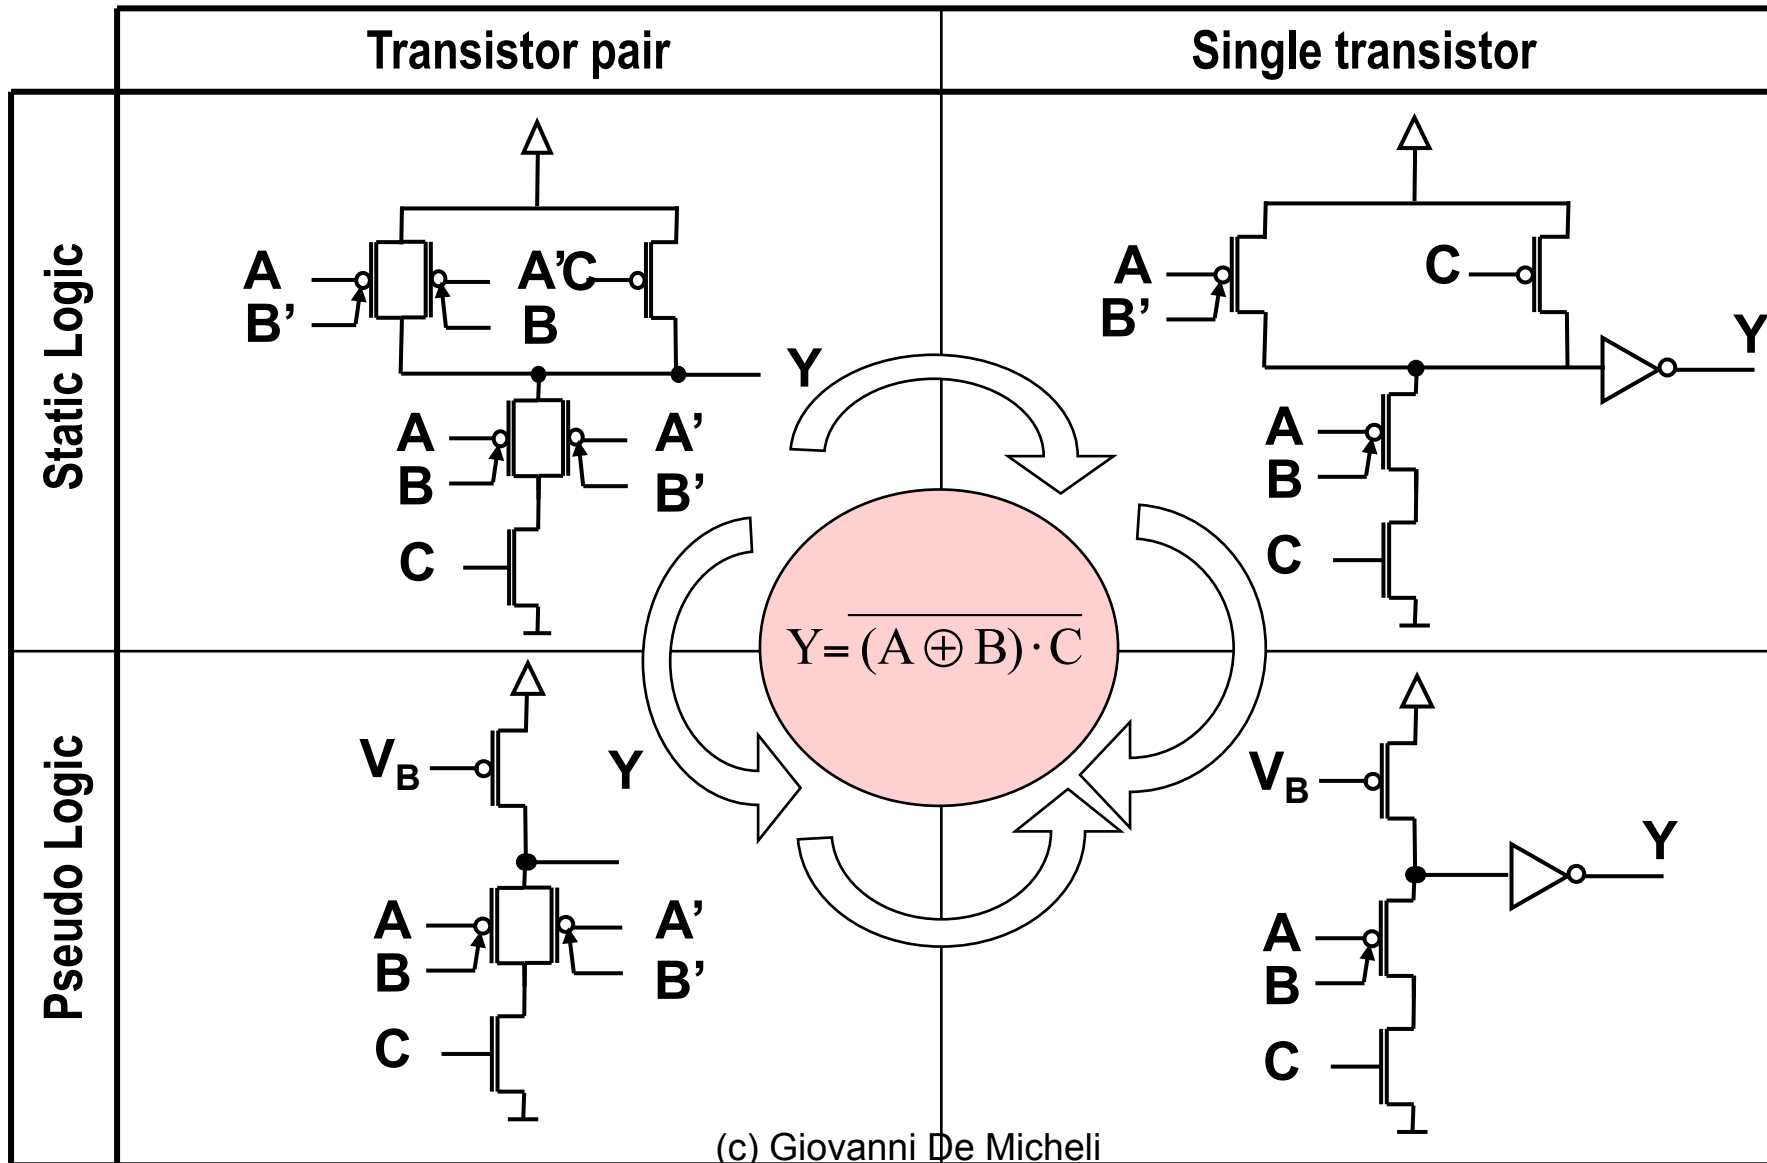 Transistor pair
Single transistor
Static Logic
A
B’
A’C
B
Y
A
B
A’
B’
C
A
B’
C
Y
A
B
C
Y=(A ⊕ B) · C
Pseudo Logic
V_B
Y
A
B
A’
B’
C
V_B
Y
A
B
C
(c) Giovanni De Micheli